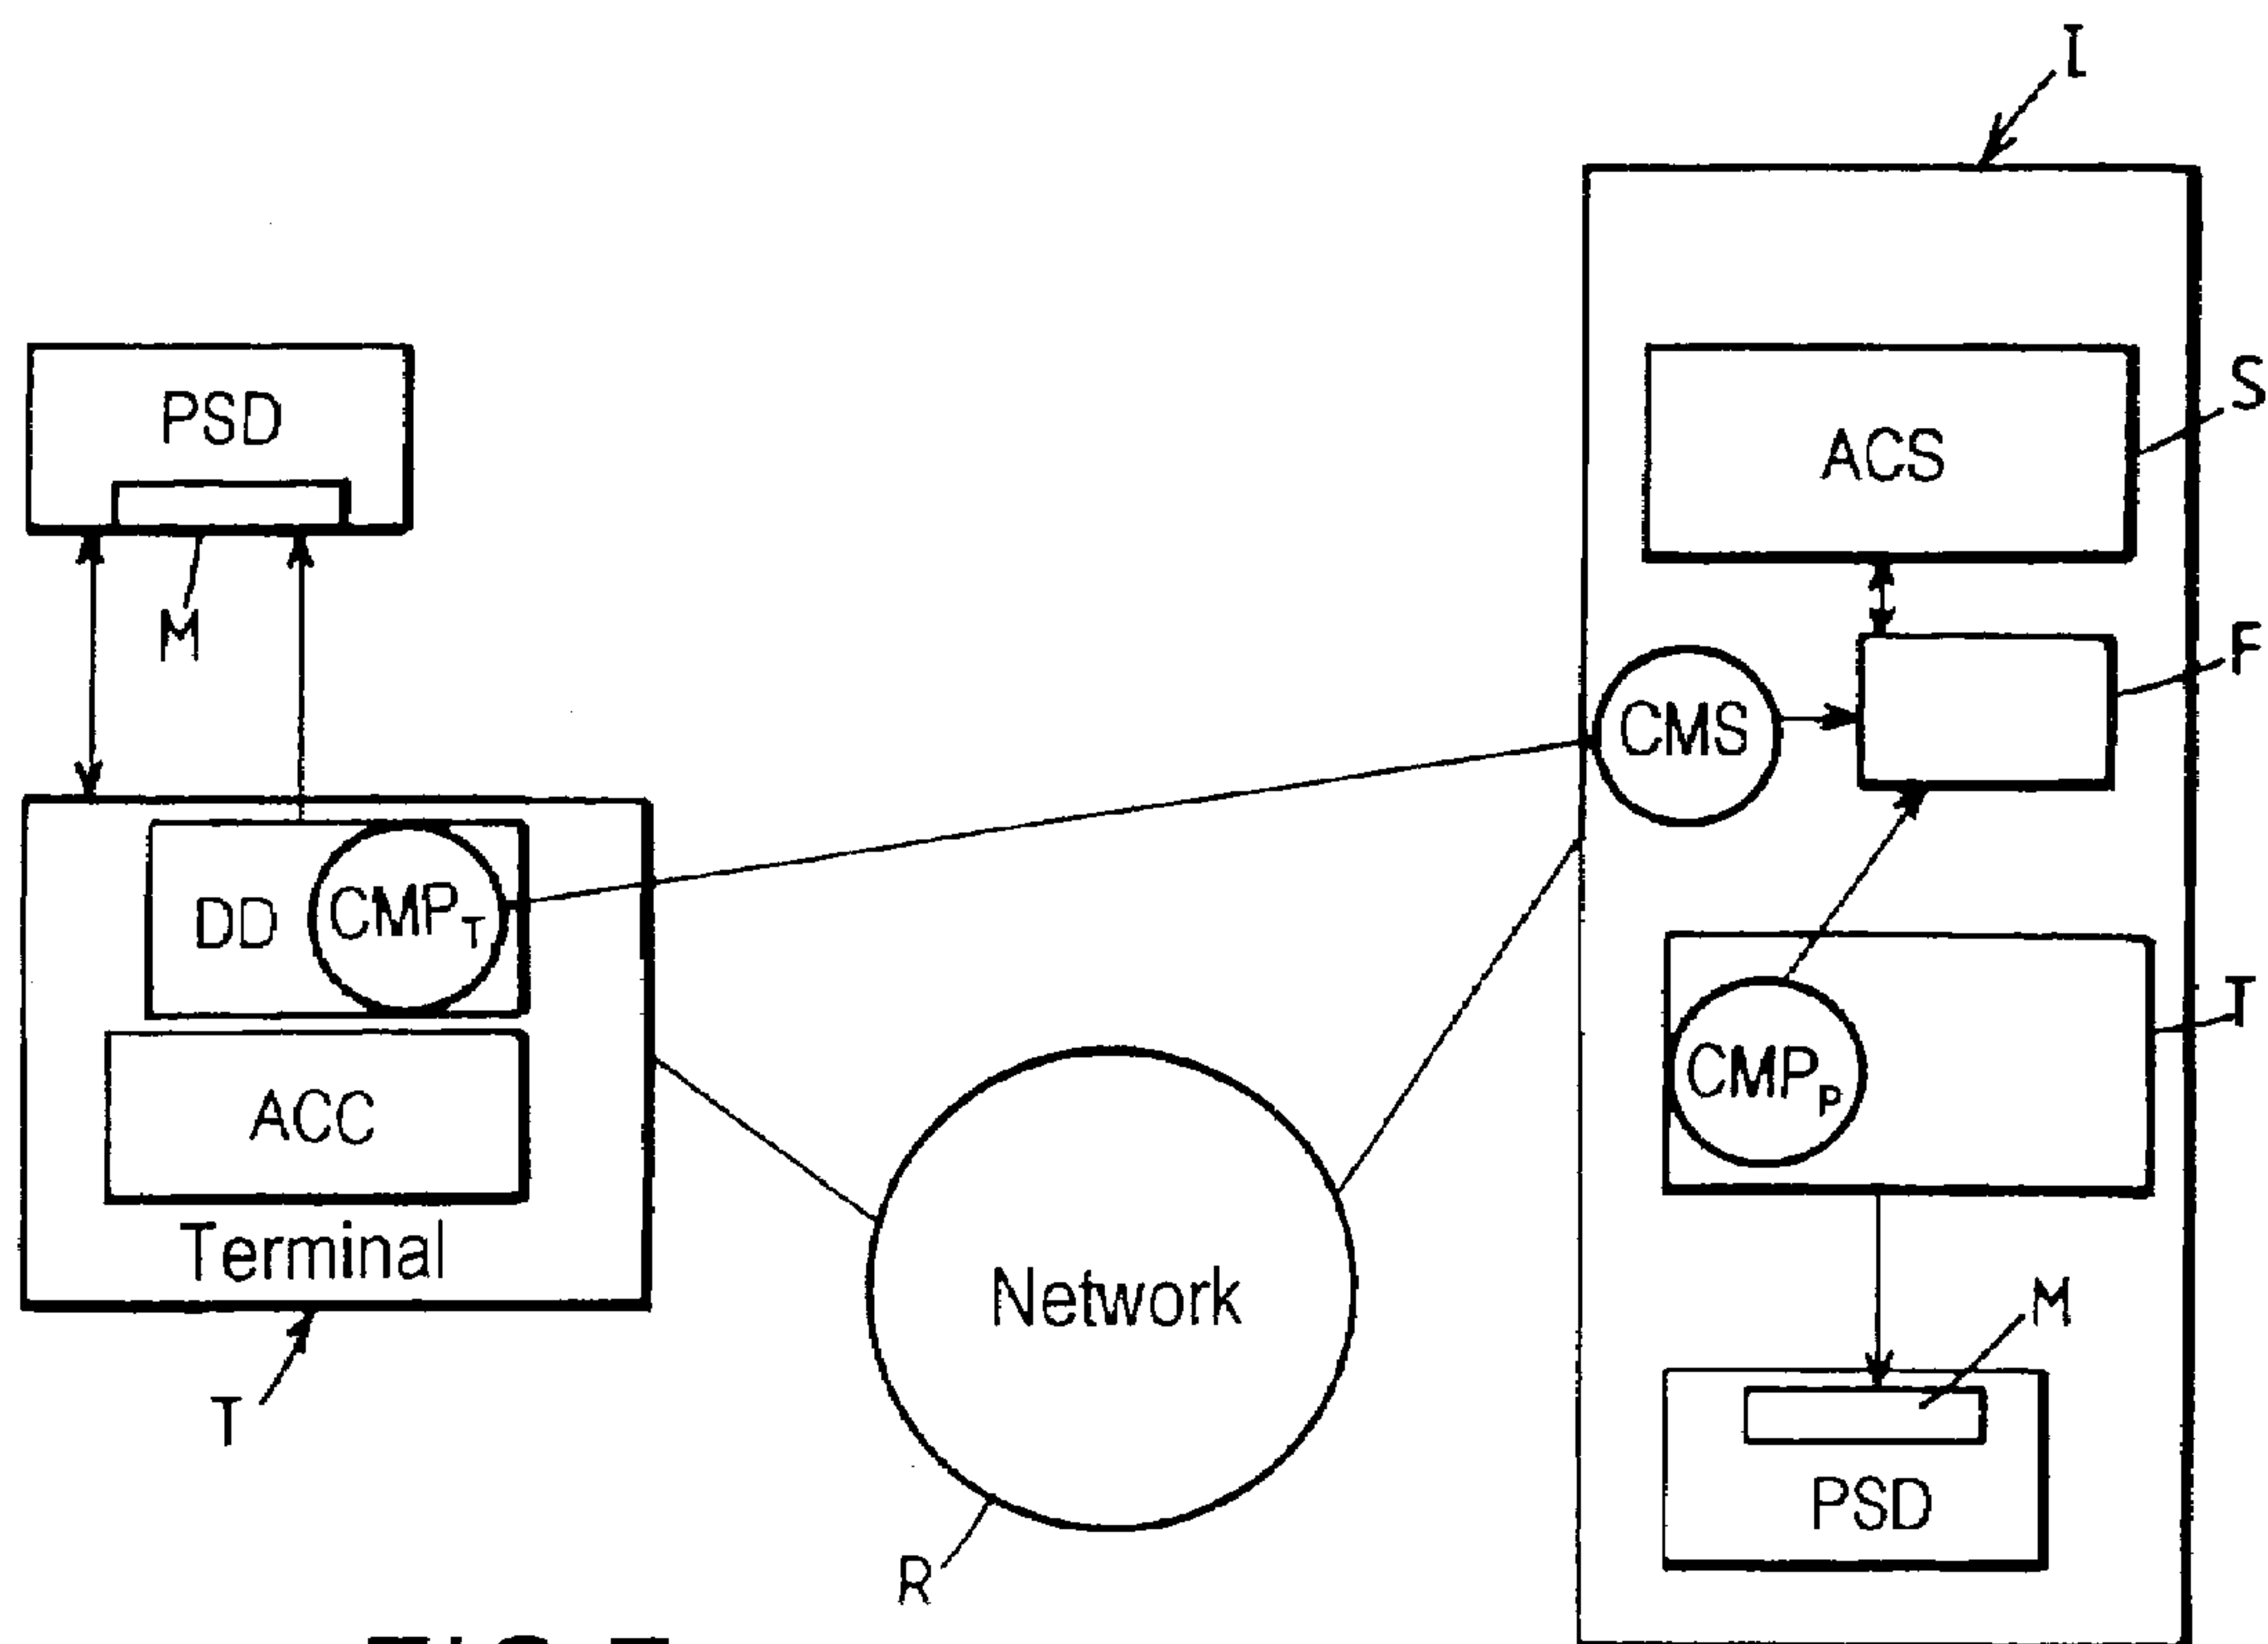 I
PSD
M
ACS
S
F
CMS
DD
CMP_T
ACC
Terminal
T
CMP_P
T
Network
R
M
PSD